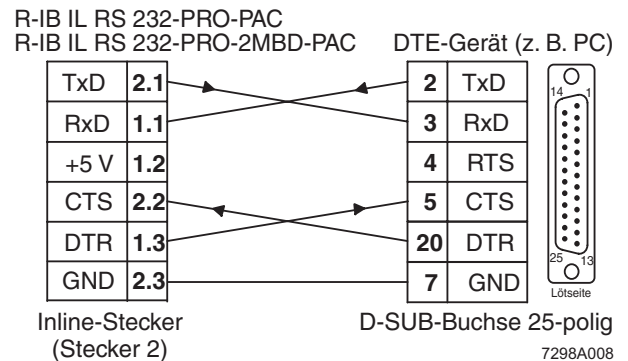 R-IB IL RS 232-PRO-PAC
R-IB IL RS 232-PRO-2MBD-PAC DTE-Gerät (z. B. PC)
TxD 2.1 2 TxD
RxD 1.1 3 RxD
+5 V 1.2 4 RTS
CTS 2.2 5 CTS
DTR 1.3 20 DTR
GND 2.3 7 GND
14 1
25 13
Lötseite
Inline-Stecker D-SUB-Buchse 25-polig
(Stecker 2) 7298A008